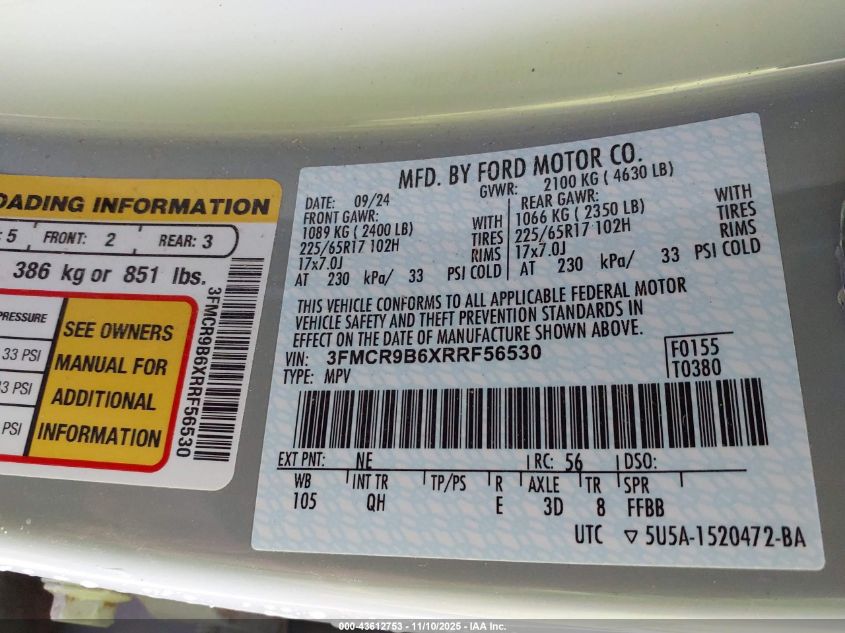 OADING INFORMATION
: 5 FRONT: 2 REAR: 3
386 kg or 851 lbs.
PRESSURE
33 PSI
33 PSI
PSI
SEE OWNERS
MANUAL FOR
ADDITIONAL
INFORMATION
3FMCR9B6XRRF56530
MFD. BY FORD MOTOR CO.
DATE: 09/24 GVWR: 2100 KG ( 4630 LB)
FRONT GAWR: REAR GAWR:
1089 KG ( 2400 LB) WITH 1066 KG ( 2350 LB) WITH
225/65R17 102H TIRES 225/65R17 102H TIRES
17x7.0J RIMS 17x7.0J RIMS
AT 230 kPa/ 33 PSI COLD AT 230 kPa/ 33 PSI COLD
THIS VEHICLE CONFORMS TO ALL APPLICABLE FEDERAL MOTOR
VEHICLE SAFETY AND THEFT PREVENTION STANDARDS IN
EFFECT ON THE DATE OF MANUFACTURE SHOWN ABOVE.
VIN: 3FMCR9B6XRRF56530 F0155
TYPE: MPV T0380
EXT PNT: NE RC: 56 DSO:
WB INT TR TP/PS R AXLE TR SPR
105 QH E 3D 8 FFBB
UTC ▽ 5U5A-1520472-BA
000-43612753 — 11/10/2025 — IAA Inc.